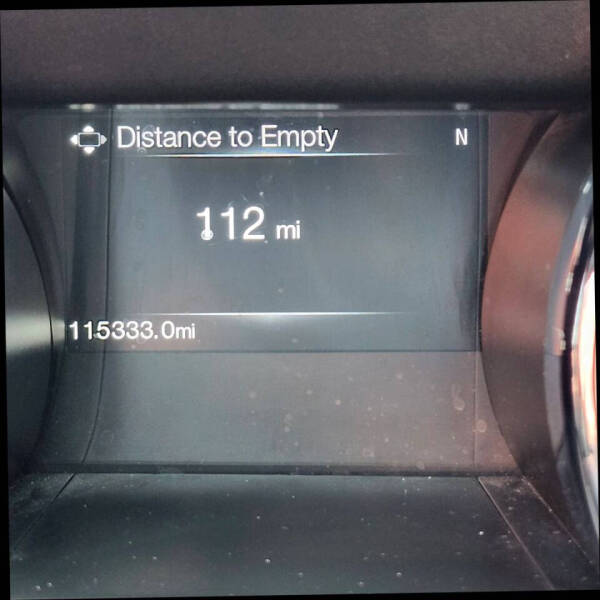 Distance to Empty N
112 mi
115333.0mi